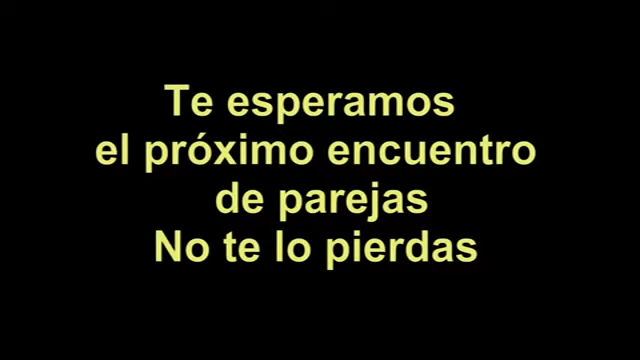 Te esperamos
el próximo encuentro
de parejas
No te lo pierdas